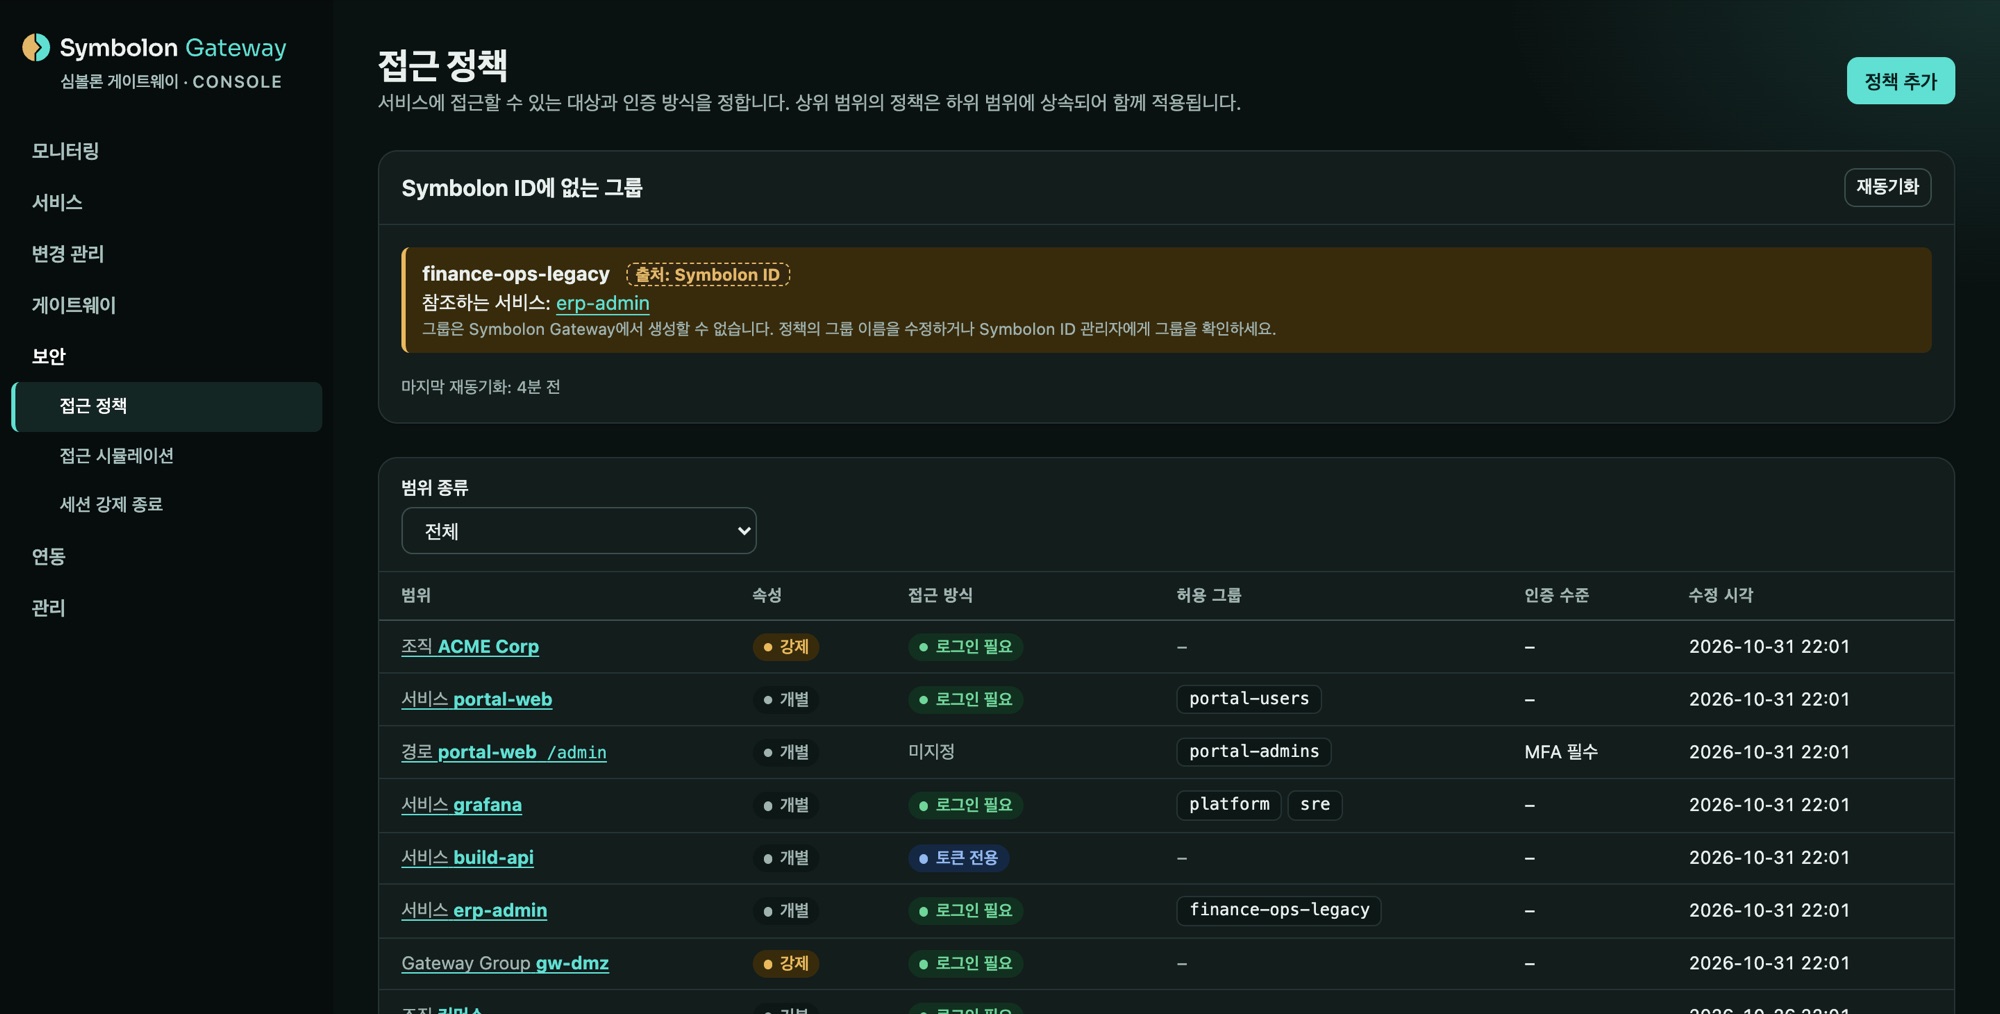 Symbolon Gateway
심볼론 게이트웨이 · CONSOLE
모니터링
서비스
변경 관리
게이트웨이
보안
접근 정책
접근 시뮬레이션
세션 강제 종료
연동
관리
접근 정책
서비스에 접근할 수 있는 대상과 인증 방식을 정합니다. 상위 범위의 정책은 하위 범위에 상속되어 함께 적용됩니다.
정책 추가
Symbolon ID에 없는 그룹
재동기화
finance-ops-legacy 출처: Symbolon ID
참조하는 서비스: erp-admin
그룹은 Symbolon Gateway에서 생성할 수 없습니다. 정책의 그룹 이름을 수정하거나 Symbolon ID 관리자에게 그룹을 확인하세요.
마지막 재동기화: 4분 전
범위 종류
전체
범위 속성 접근 방식 허용 그룹 인증 수준 수정 시각
조직 ACME Corp 강제 로그인 필요 – – 2026-10-31 22:01
서비스 portal-web 개별 로그인 필요 portal-users – 2026-10-31 22:01
경로 portal-web /admin 개별 미지정 portal-admins MFA 필수 2026-10-31 22:01
서비스 grafana 개별 로그인 필요 platform sre – 2026-10-31 22:01
서비스 build-api 개별 토큰 전용 – – 2026-10-31 22:01
서비스 erp-admin 개별 로그인 필요 finance-ops-legacy – 2026-10-31 22:01
Gateway Group gw-dmz 강제 로그인 필요 – – 2026-10-31 22:01